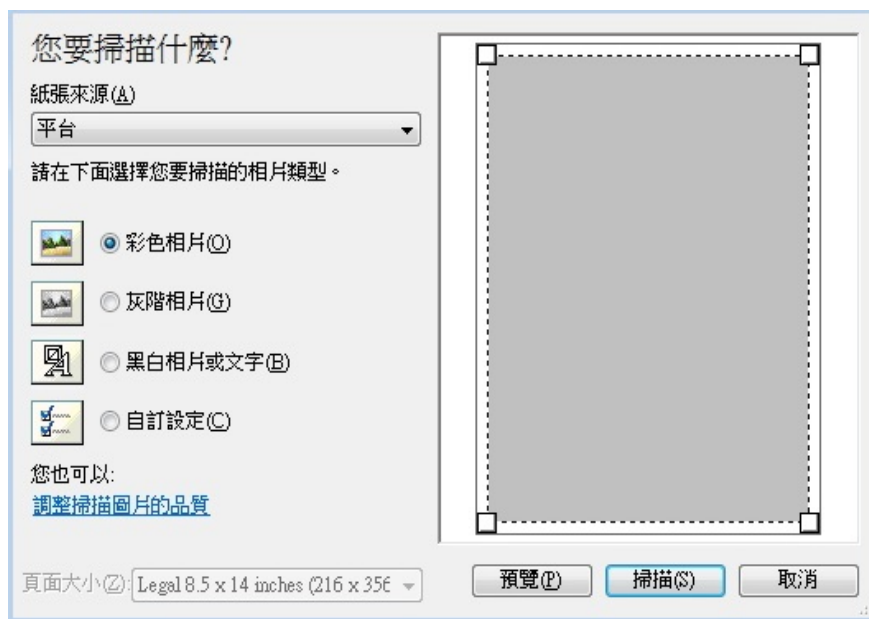 您要掃描什麼?
紙張來源(A)
平台
請在下面選擇您要掃描的相片類型。
彩色相片(O)
灰階相片(G)
黑白相片或文字(B)
自訂設定(C)
您也可以:
調整掃描圖片的品質
頁面大小(Z): Legal 8.5 x 14 inches (216 x 356
預覽(P) 掃描(S) 取消